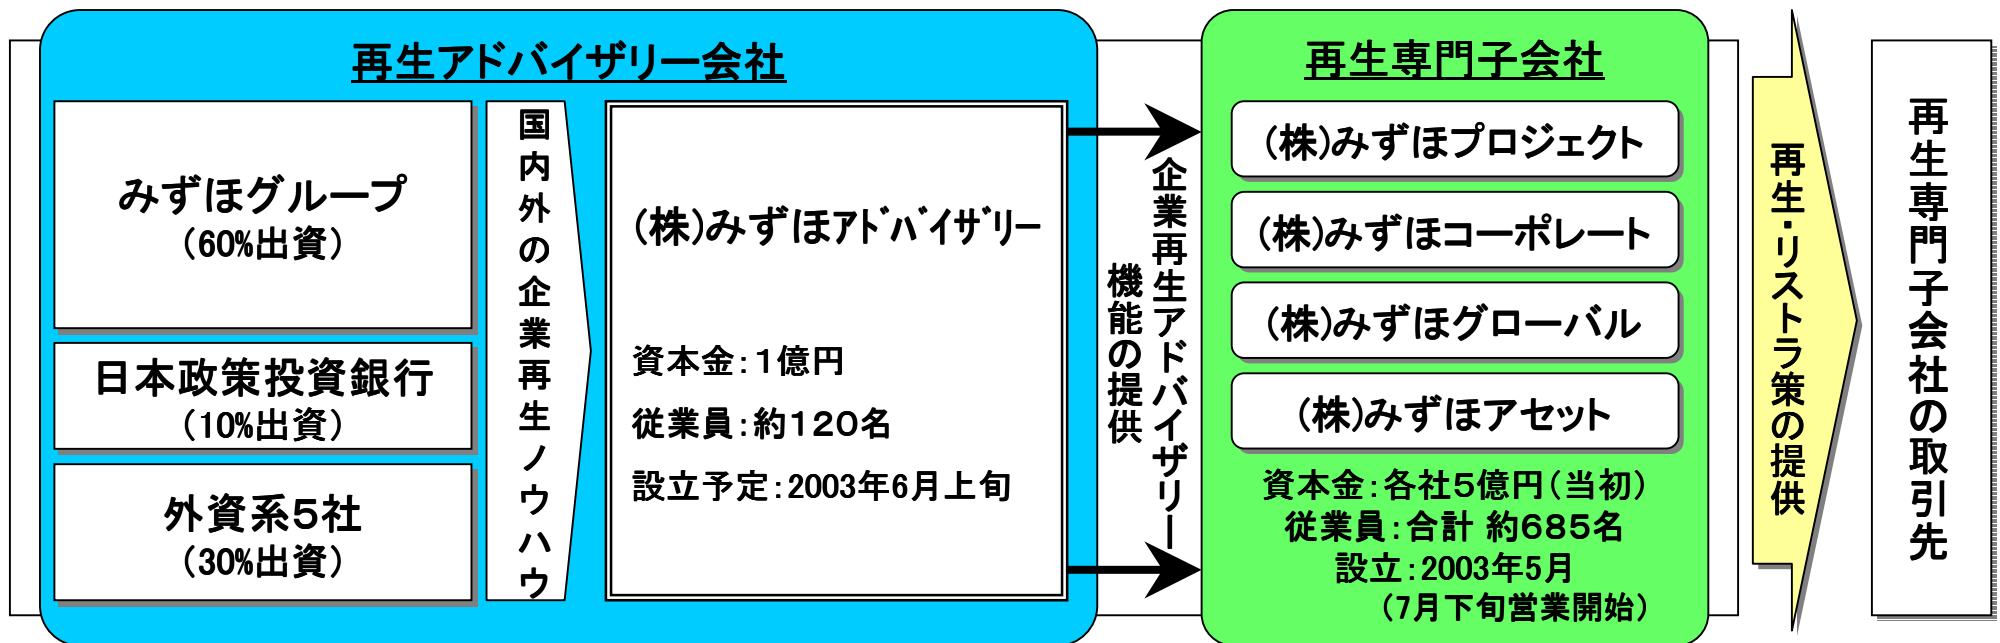 再生アドバイザリー会社
みずほグループ
（60%出資）
日本政策投資銀行
（10%出資）
外資系５社
（30%出資）
国内外の企業再生ノウハウ
(株)みずほｱﾄﾞﾊﾞｲｻﾞﾘｰ
資本金：１億円
従業員：約１２０名
設立予定：2003年6月上旬
企業再生アドバイザリー
機能の提供
再生専門子会社
(株)みずほプロジェクト
(株)みずほコーポレート
(株)みずほグローバル
(株)みずほアセット
資本金：各社５億円（当初）
従業員：合計 約６８５名
設立：2003年5月
（7月下旬営業開始）
再生・リストラ策の提供
再生専門子会社の取引先